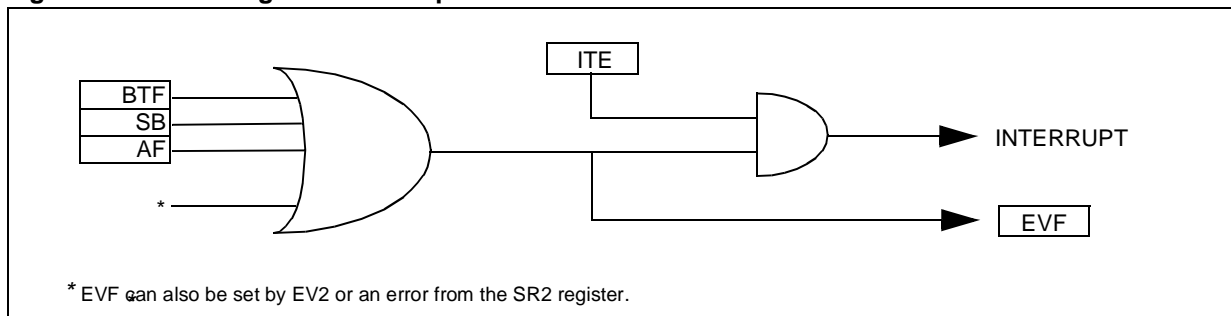 ITE
BTF
SB
AF
INTERRUPT
*
EVF
* EVF can also be set by EV2 or an error from the SR2 register.
*